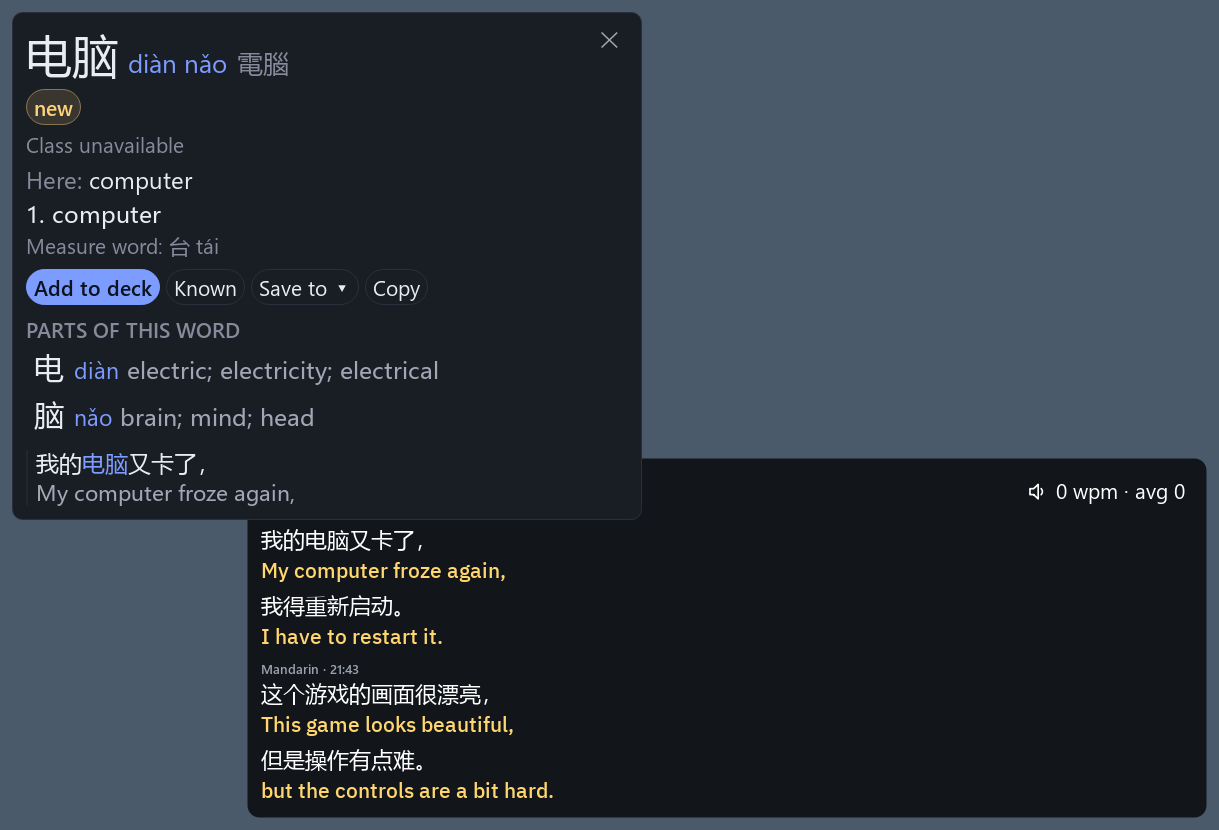 电脑 diàn nǎo 電腦
new
Class unavailable
Here: computer
1. computer
Measure word: 台 tái
Add to deck Known Save to ▾ Copy
PARTS OF THIS WORD
电 diàn electric; electricity; electrical
脑 nǎo brain; mind; head
我的电脑又卡了，
My computer froze again,
0 wpm · avg 0
我的电脑又卡了，
My computer froze again,
我得重新启动。
I have to restart it.
Mandarin · 21:43
这个游戏的画面很漂亮，
This game looks beautiful,
但是操作有点难。
but the controls are a bit hard.